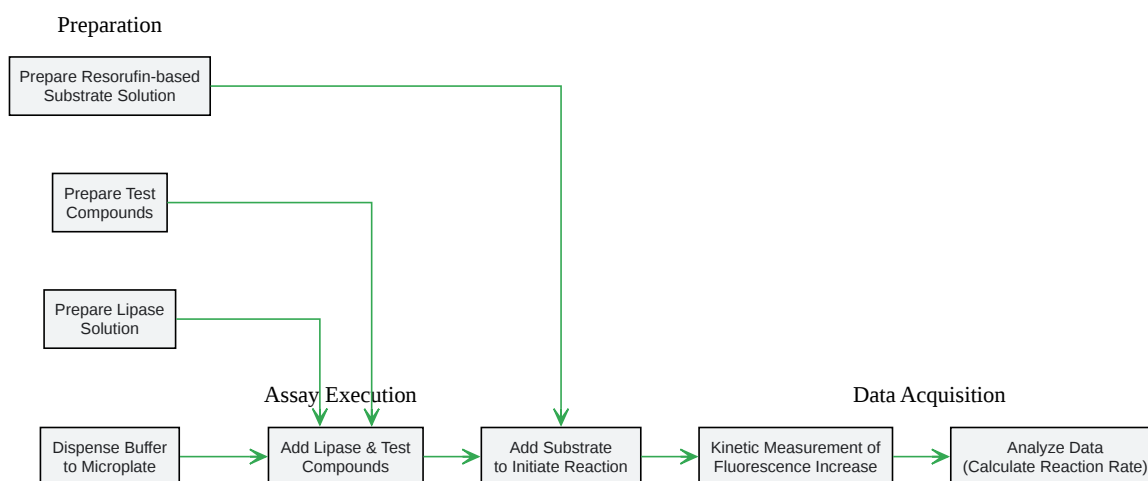 Preparation
Prepare Resorufin-based
Substrate Solution
Prepare Test
Compounds
Prepare Lipase
Solution
Assay Execution
Data Acquisition
Dispense Buffer
to Microplate
Add Lipase & Test
Compounds
Add Substrate
to Initiate Reaction
Kinetic Measurement of
Fluorescence Increase
Analyze Data
(Calculate Reaction Rate)